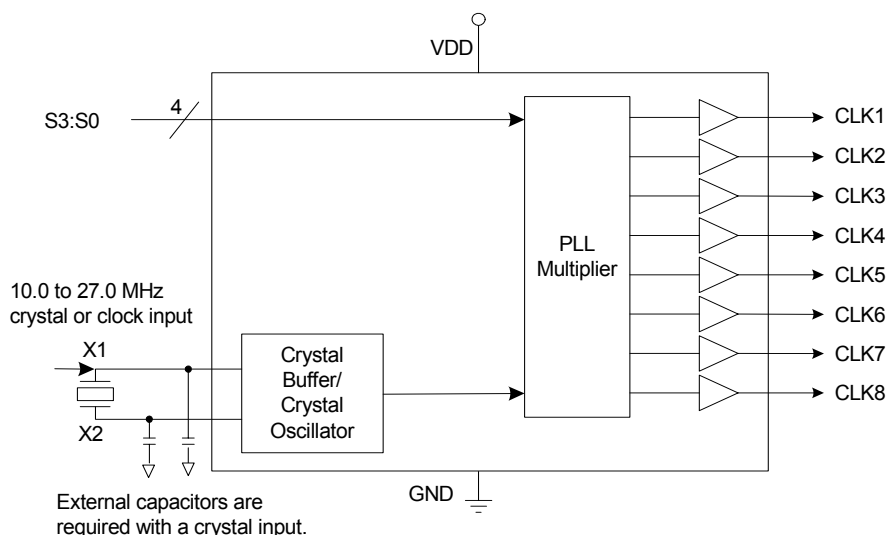 VDD
4
S3:S0
CLK1
CLK2
CLK3
CLK4
PLL
Multiplier
CLK5
CLK6
CLK7
CLK8
10.0 to 27.0 MHz
crystal or clock input
X1
X2
Crystal
Buffer/
Crystal
Oscillator
GND
External capacitors are
required with a crystal input.